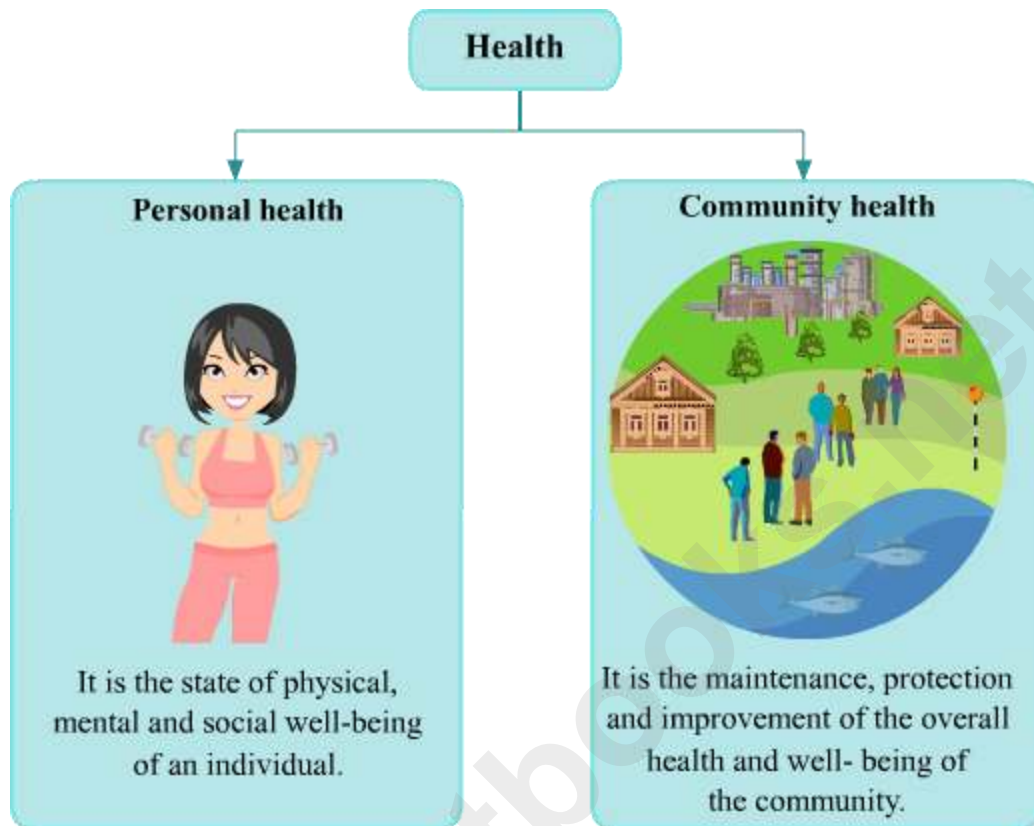 Health
Personal health
It is the state of physical,
mental and social well-being
of an individual.
Community health
It is the maintenance, protection
and improvement of the overall
health and well- being of
the community.